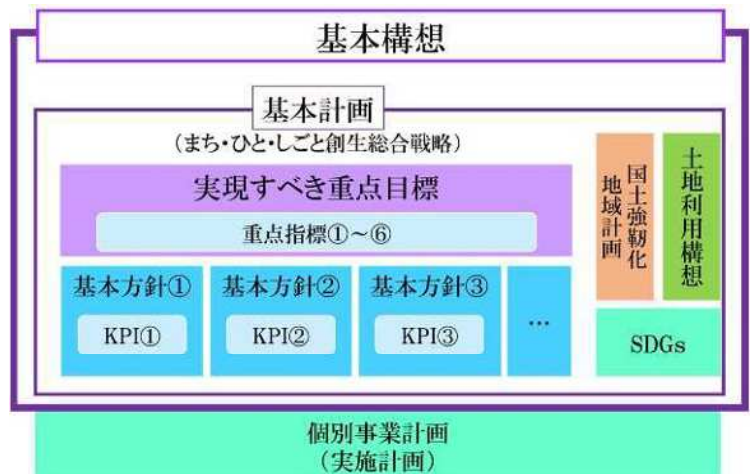 基本構想
基本計画
(まち・ひと・しごと創生総合戦略)
実現すべき重点目標
重点指標①～⑥
基本方針①
KPI①
基本方針②
KPI②
基本方針③
KPI③
…
国土強靱化
地域計画
土地利用構想
SDGs
個別事業計画
(実施計画)